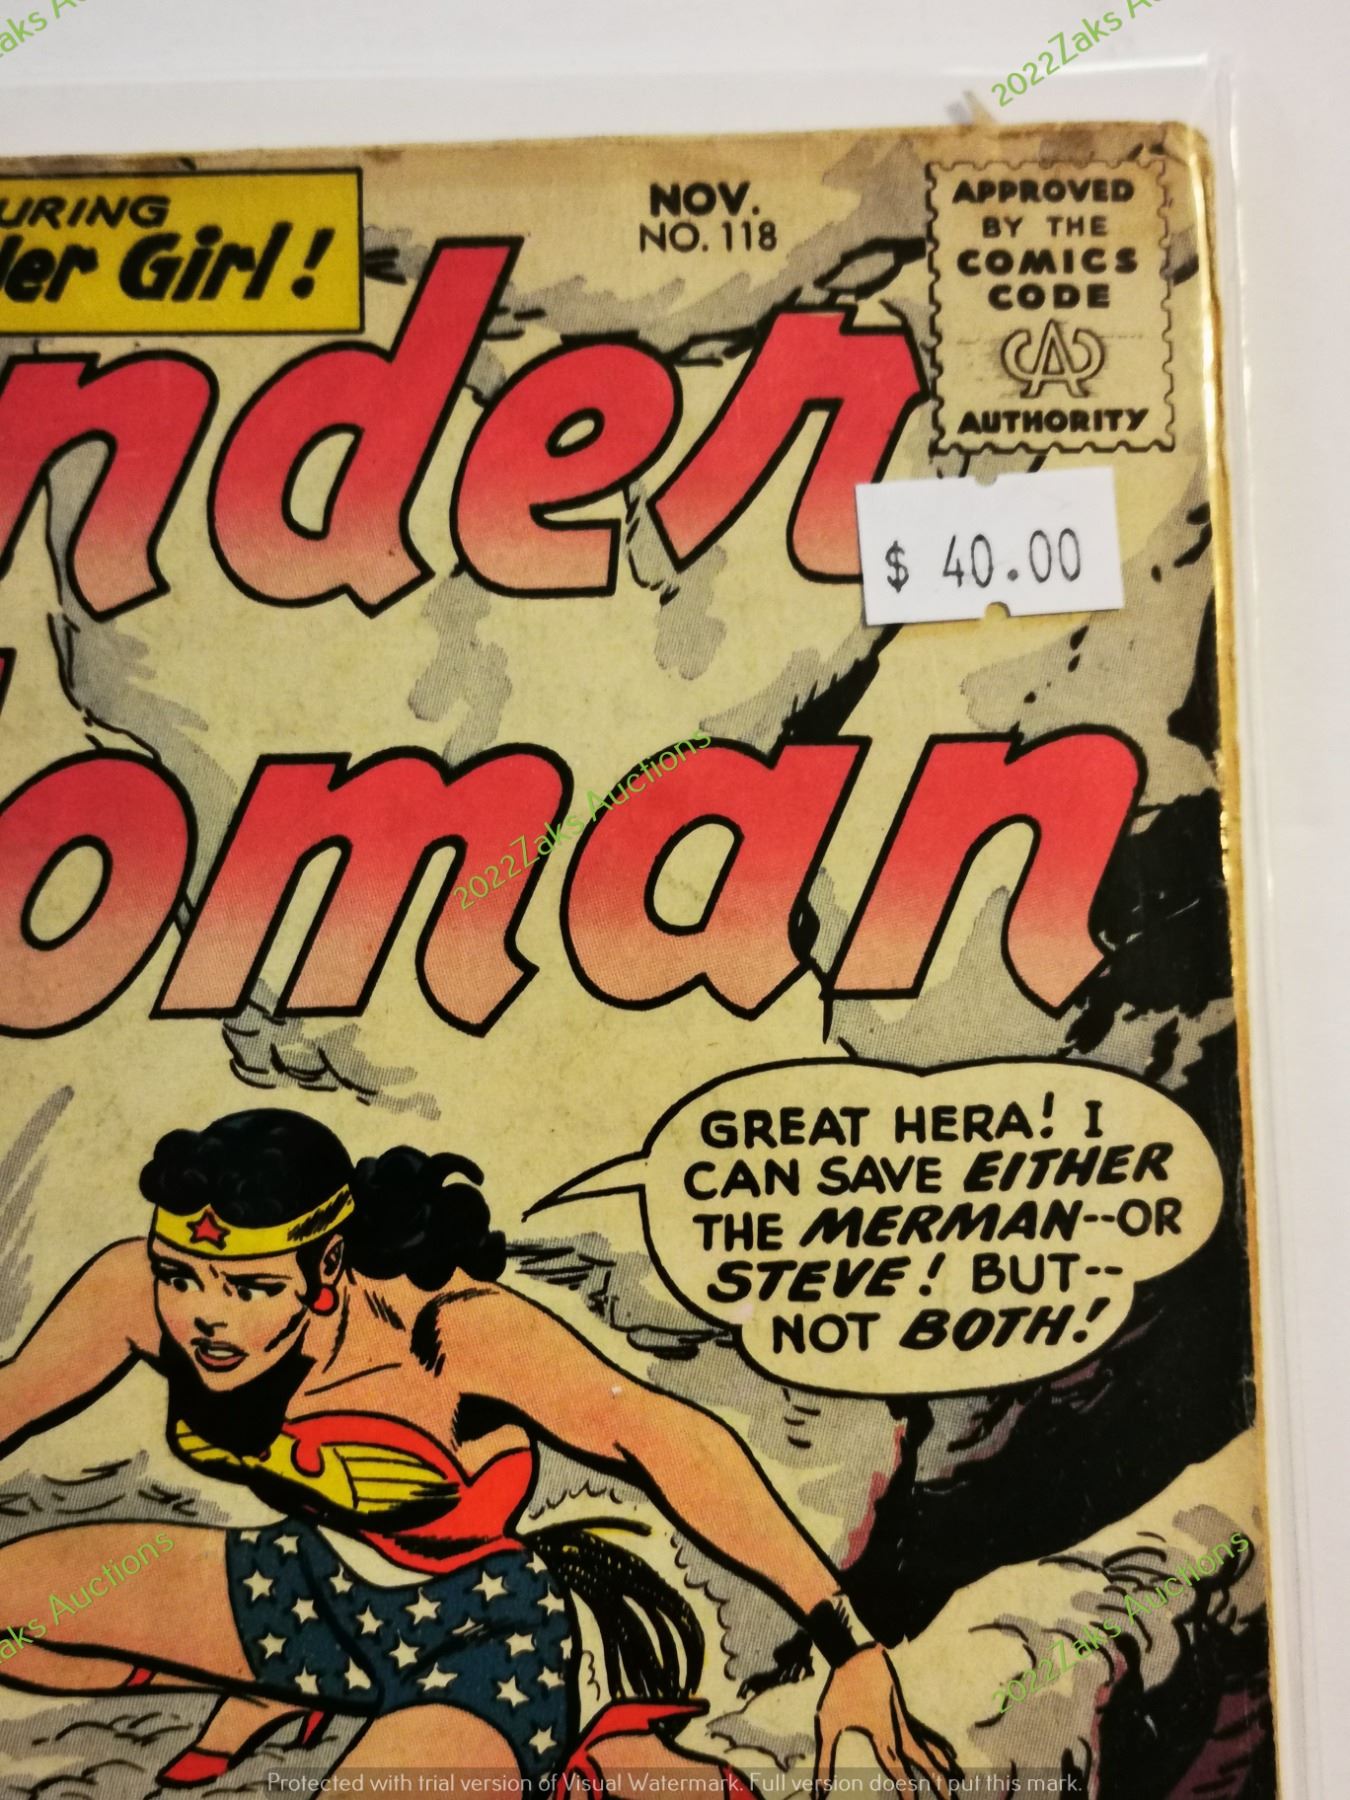 2022Zaks
URING
der Girl!
NOV.
NO. 118
APPROVED
BY THE
COMICS
CODE
CA
AUTHORITY
nder
$ 40.00
oman
2022Zaks Auctions
GREAT HERA! I
CAN SAVE EITHER
THE MERMAN--OR
STEVE! BUT--
NOT BOTH!
Zaks Auctions
2022Zaks Auctions
Protected with trial version of Visual Watermark. Full version doesn't put this mark.